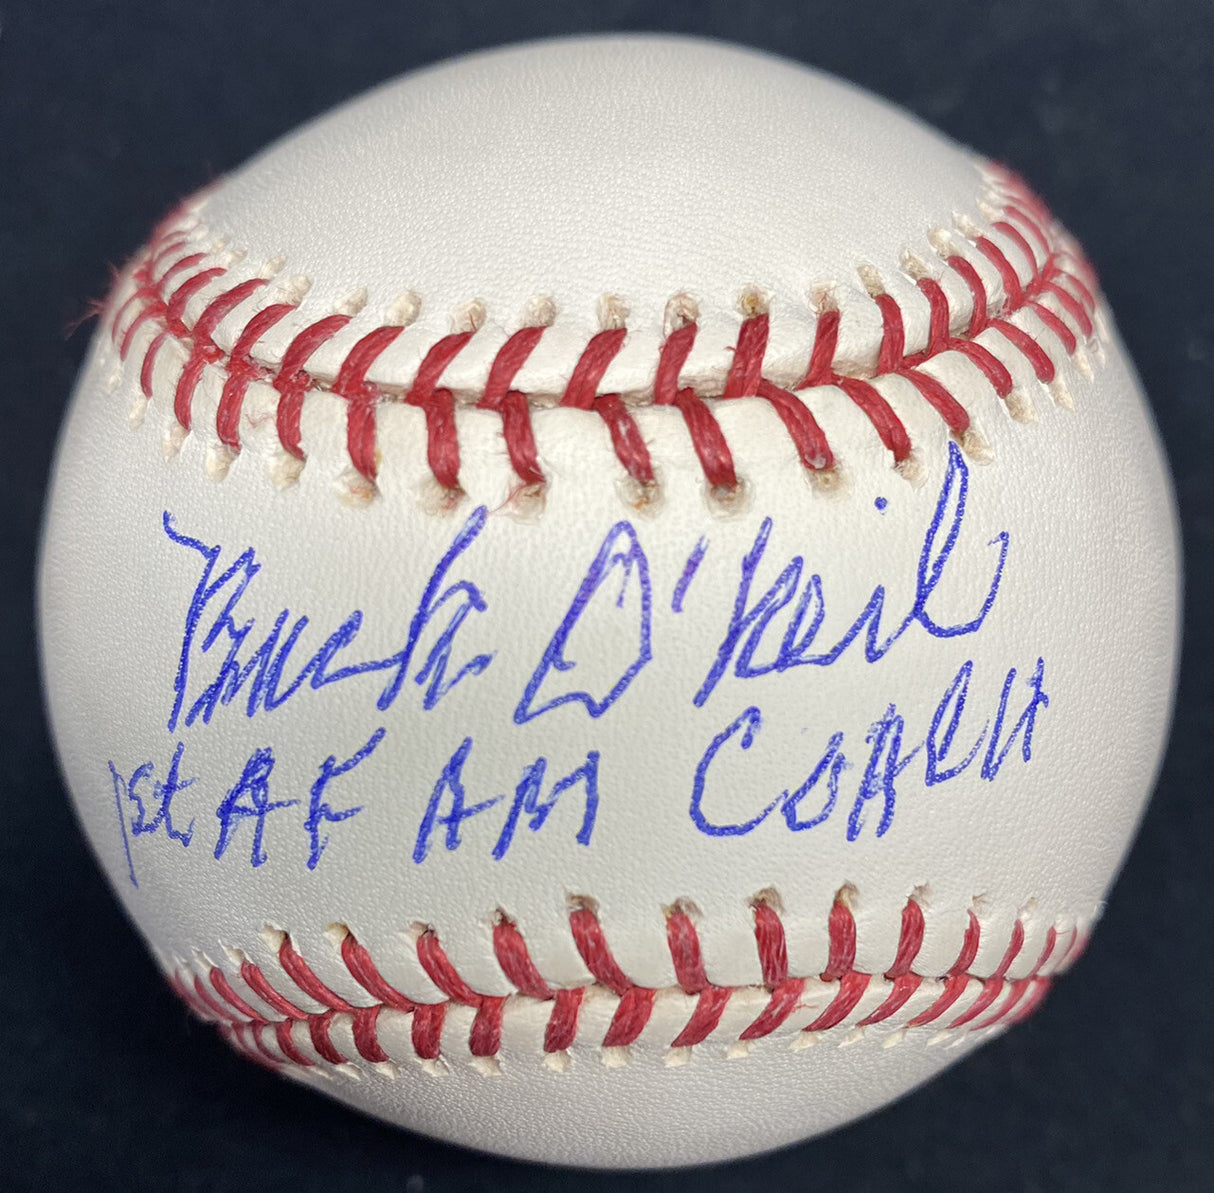 Buck O'Neil
1st AF AM COACH